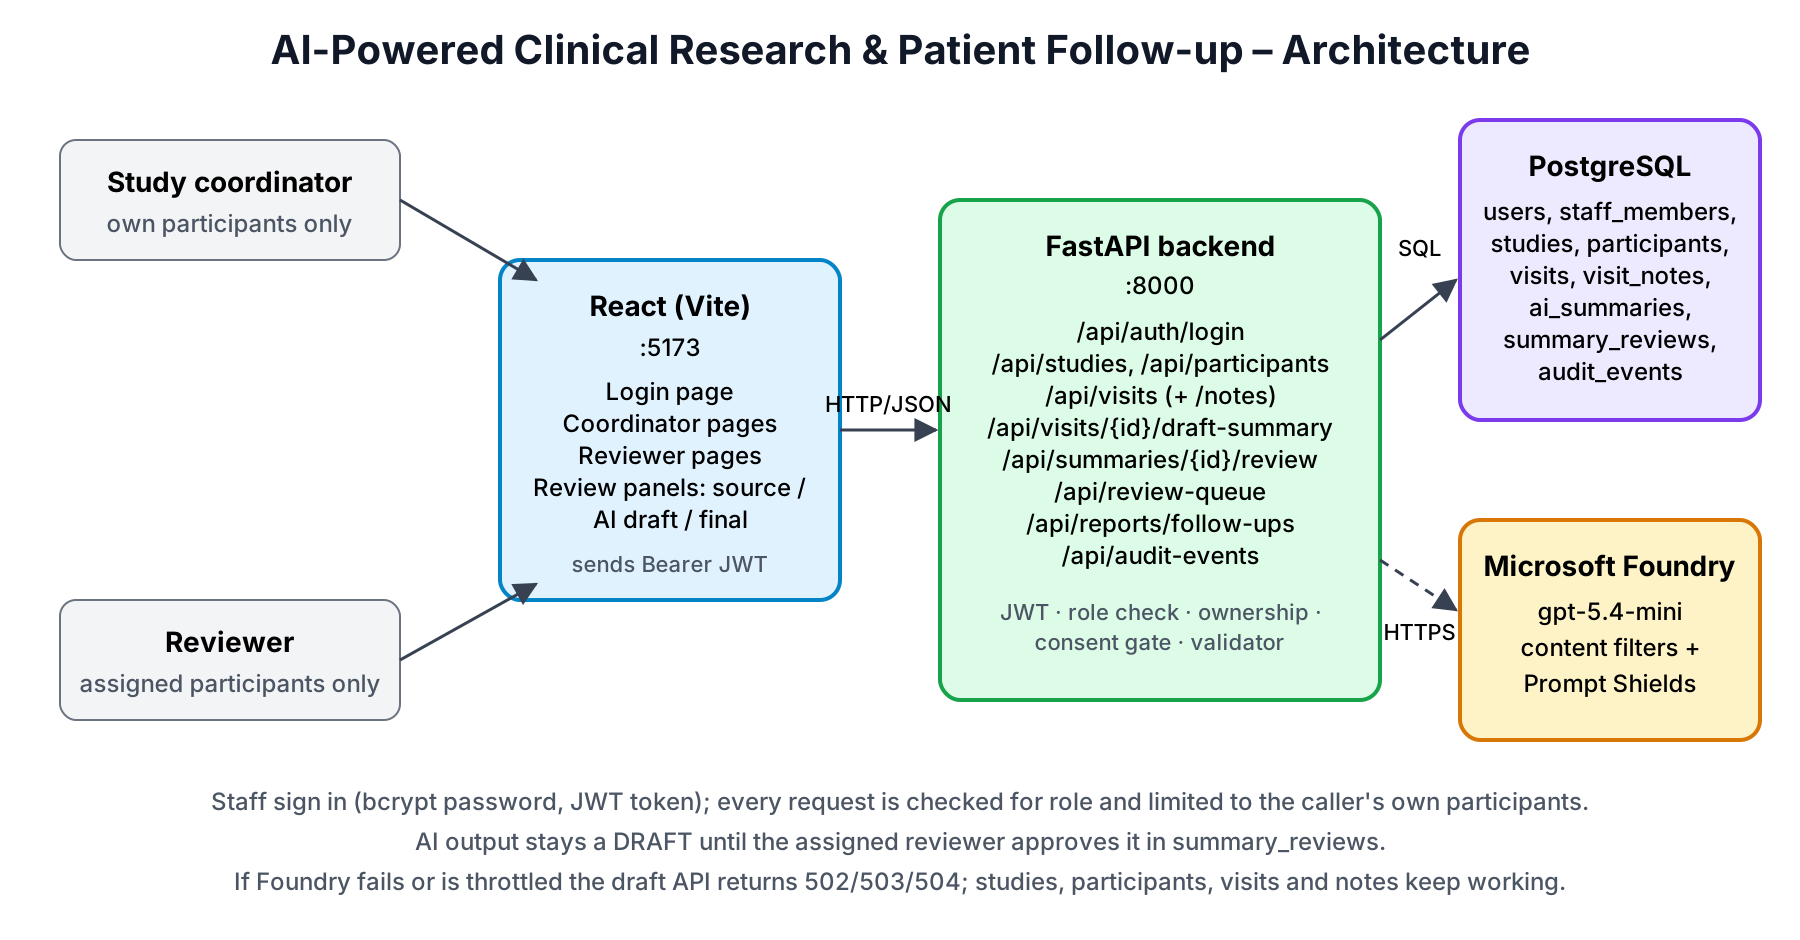 AI-Powered Clinical Research & Patient Follow-up – Architecture
Study coordinator
own participants only
Reviewer
assigned participants only
React (Vite)
:5173
Login page
Coordinator pages
Reviewer pages
Review panels: source /
AI draft / final
sends Bearer JWT
HTTP/JSON
FastAPI backend
:8000
/api/auth/login
/api/studies, /api/participants
/api/visits (+ /notes)
/api/visits/{id}/draft-summary
/api/summaries/{id}/review
/api/review-queue
/api/reports/follow-ups
/api/audit-events
JWT · role check · ownership ·
consent gate · validator
SQL
PostgreSQL
users, staff_members,
studies, participants,
visits, visit_notes,
ai_summaries,
summary_reviews,
audit_events
HTTPS
Microsoft Foundry
gpt-5.4-mini
content filters +
Prompt Shields
Staff sign in (bcrypt password, JWT token); every request is checked for role and limited to the caller's own participants.
AI output stays a DRAFT until the assigned reviewer approves it in summary_reviews.
If Foundry fails or is throttled the draft API returns 502/503/504; studies, participants, visits and notes keep working.